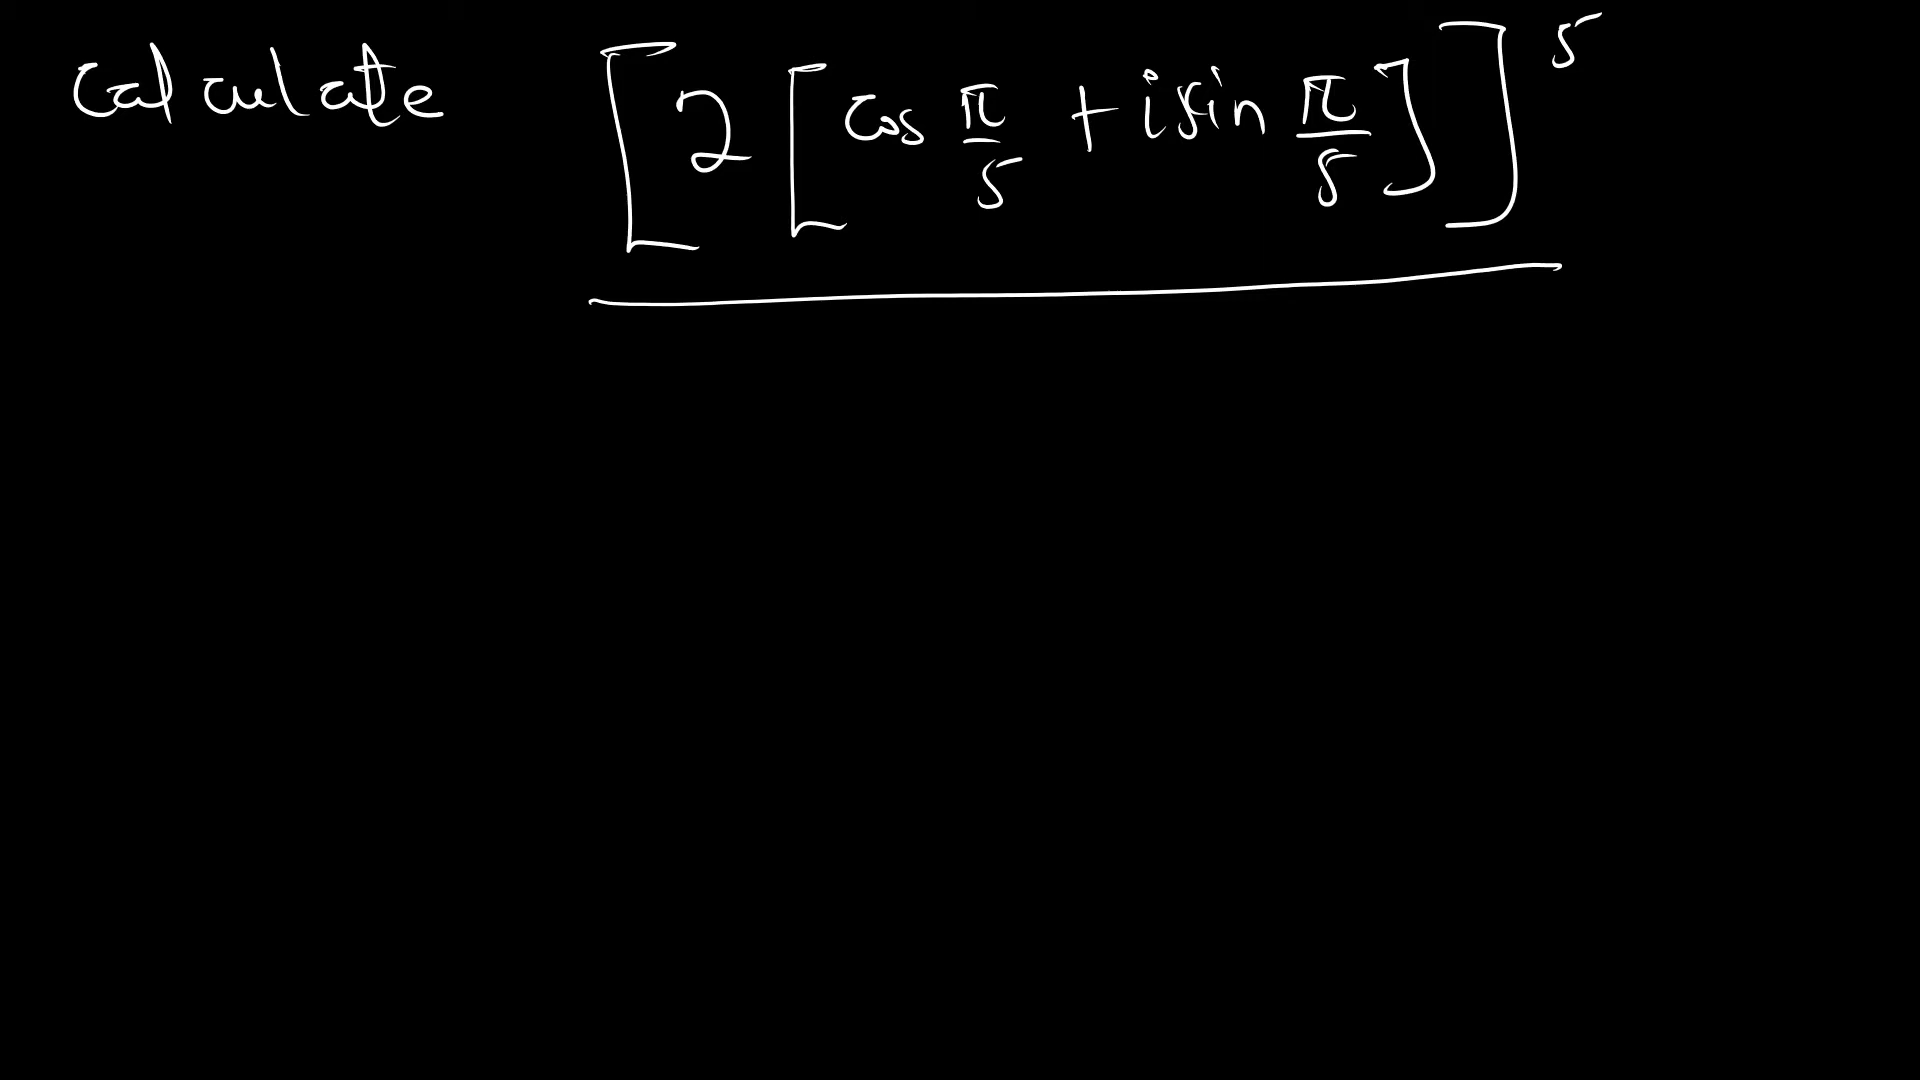 Calculate [2[cos π/5 + i sin π/5]]^5